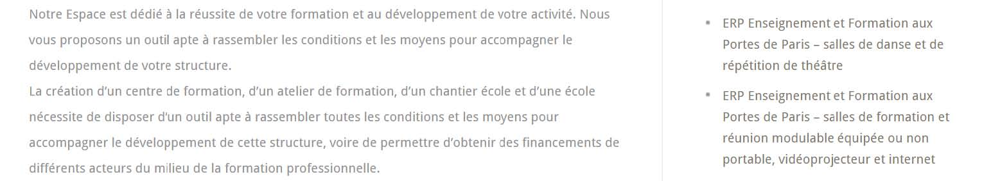 Notre Espace est dédié à la réussite de votre formation et au développement de votre activité. Nous
vous proposons un outil apte à rassembler les conditions et les moyens pour accompagner le
développement de votre structure.
La création d’un centre de formation, d’un atelier de formation, d’un chantier école et d’une école
nécessite de disposer d’un outil apte à rassembler toutes les conditions et les moyens pour
accompagner le développement de cette structure, voire de permettre d’obtenir des financements de
différents acteurs du milieu de la formation professionnelle.
ERP Enseignement et Formation aux
Portes de Paris – salles de danse et de
répétition de théâtre
ERP Enseignement et Formation aux
Portes de Paris – salles de formation et
réunion modulable équipée ou non
portable, vidéoprojecteur et internet